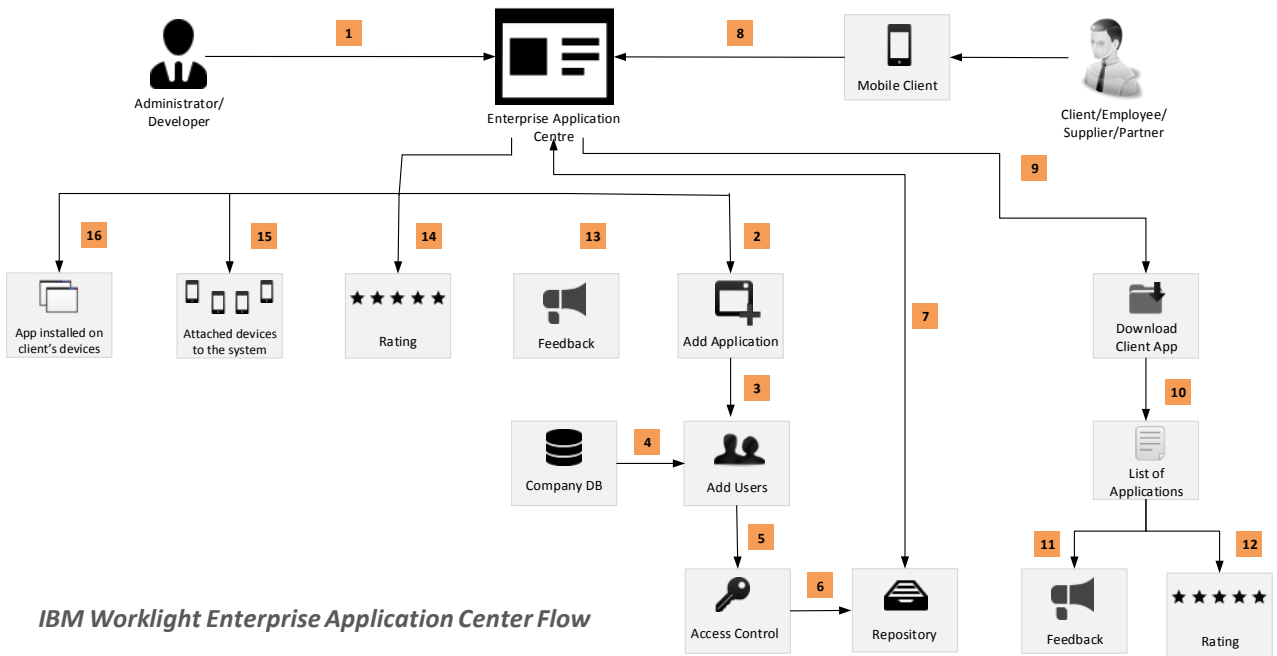 1
8
Administrator/
Developer
Enterprise Application
Centre
Mobile Client
Client/Employee/
Supplier/Partner
9
16
15
14
13
2
App installed on
client's devices
Attached devices
to the system
Rating
Feedback
Add Application
7
Download
Client App
3
10
Company DB
4
Add Users
List of
Applications
5
11
12
6
Access Control
Repository
Feedback
Rating
IBM Worklight Enterprise Application Center Flow